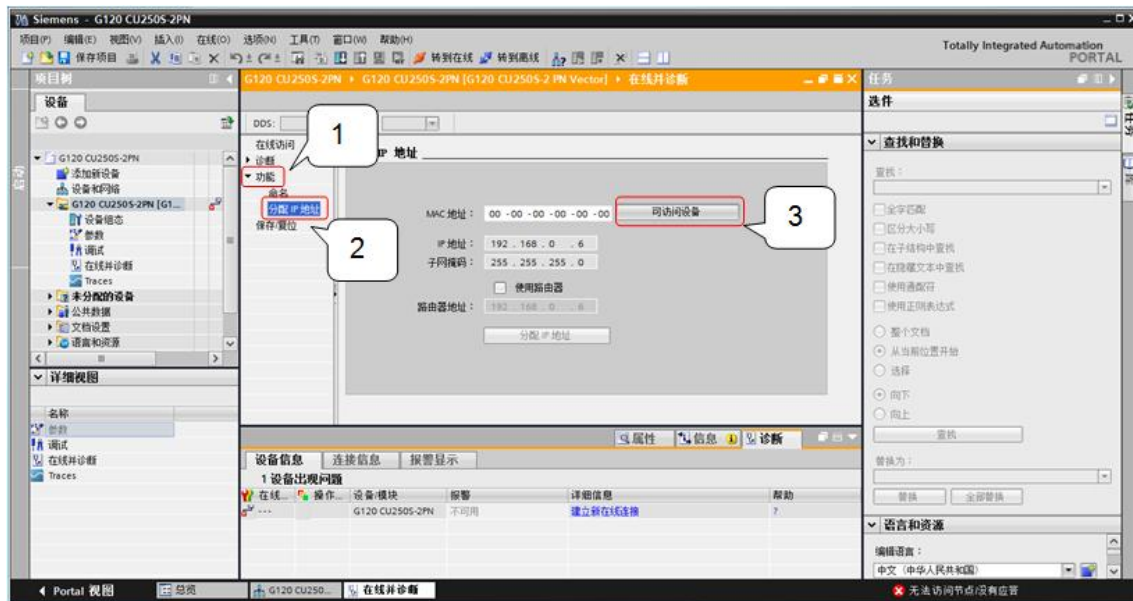 Siemens - G120 CU250S-2PN
项目(P) 编辑(E) 视图(V) 插入(I) 在线(O) 选项(N) 工具(T) 窗口(W) 帮助(H)
Totally Integrated Automation
PORTAL
保存项目 转到在线 转到离线
项目树
G120 CU250S-2PN › G120 CU250S-2PN [G120 CU250S-2 PN Vector] › 在线并诊断
任务
设备
选件
DDS:
1
查找和替换
在线访问
诊断
功能
命名
分配 IP 地址
保存/复位
IP 地址
G120 CU250S-2PN
添加新设备
设备和网络
G120 CU250S-2PN [G1...
设备组态
参数
调试
在线并诊断
Traces
未分配的设备
公共数据
文档设置
语言和资源
2
MAC 地址: 00 -00 -00 -00 -00 -00 可访问设备
3
IP 地址: 192 . 168 . 0 . 6
子网掩码: 255 . 255 . 255 . 0
使用路由器
路由器地址: 192 . 168 . 0 . 6
分配 IP 地址
查找:
全字匹配
区分大小写
在子结构中查找
在隐藏文本中查找
使用通配符
使用正则表达式
整个文档
从当前位置开始
选择
向下
向上
查找
替换为:
替换 全部替换
语言和资源
编辑语言:
中文(中华人民共和国)
详细视图
名称
参数
调试
在线并诊断
Traces
属性 信息 诊断
设备信息 连接信息 报警显示
1 设备出现问题
在线... 操作... 设备/模块 报警 详细信息 帮助
... G120 CU250S-2PN 不可用 建立新在线连接 ?
Portal 视图 总览 G120 CU250... 在线并诊断
无法访问节点/没有应答
任务